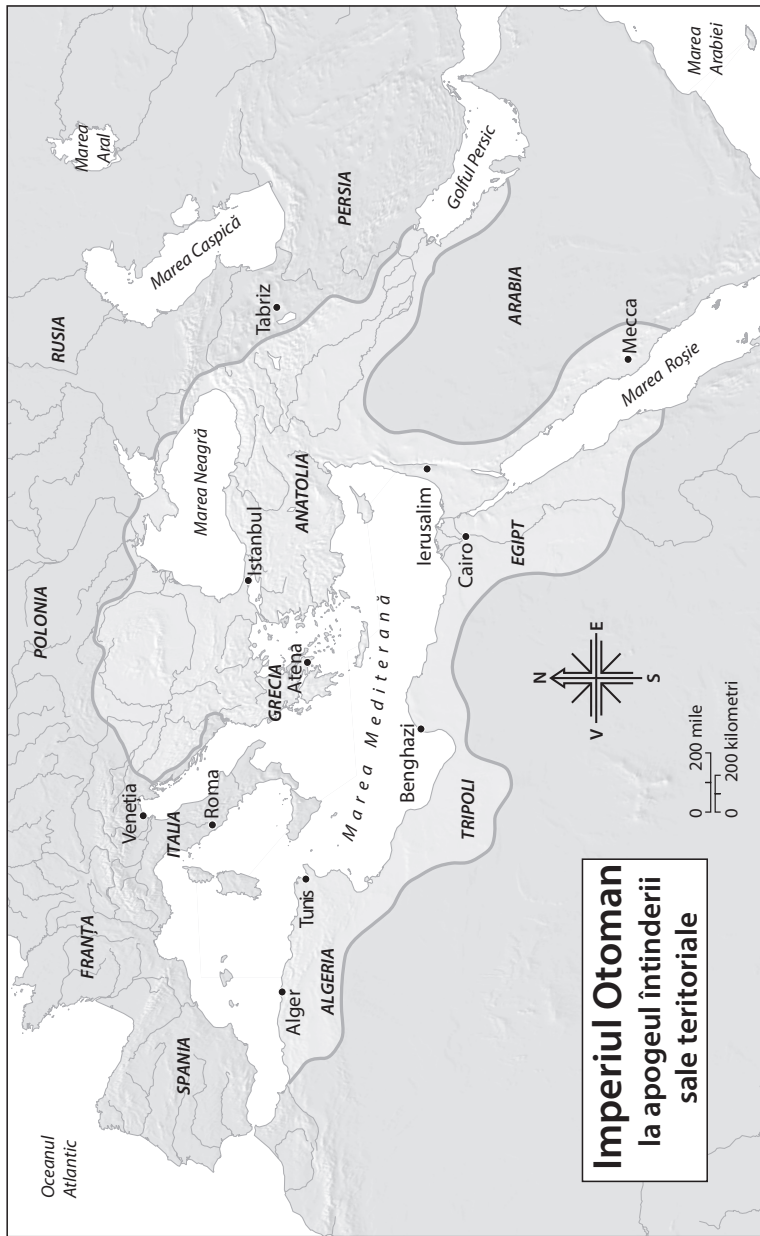 Oceanul
Atlantic
FRANȚA
SPANIA
POLONIA
RUSIA
Marea
Aral
Marea Caspică
Veneția
ITALIA
Roma
Marea Neagră
Istanbul
GRECIA
Atena
ANATOLIA
Tabriz
PERSIA
Alger
ALGERIA
Tunis
Marea Mediterană
Benghazi
TRIPOLI
Ierusalim
Cairo
EGIPT
Golful Persic
ARABIA
Mecca
Marea Roșie
Marea
Arabiei
Imperiul Otoman
la apogeul întinderii
sale teritoriale
0 200 mile
0 200 kilometri
N
V E
S